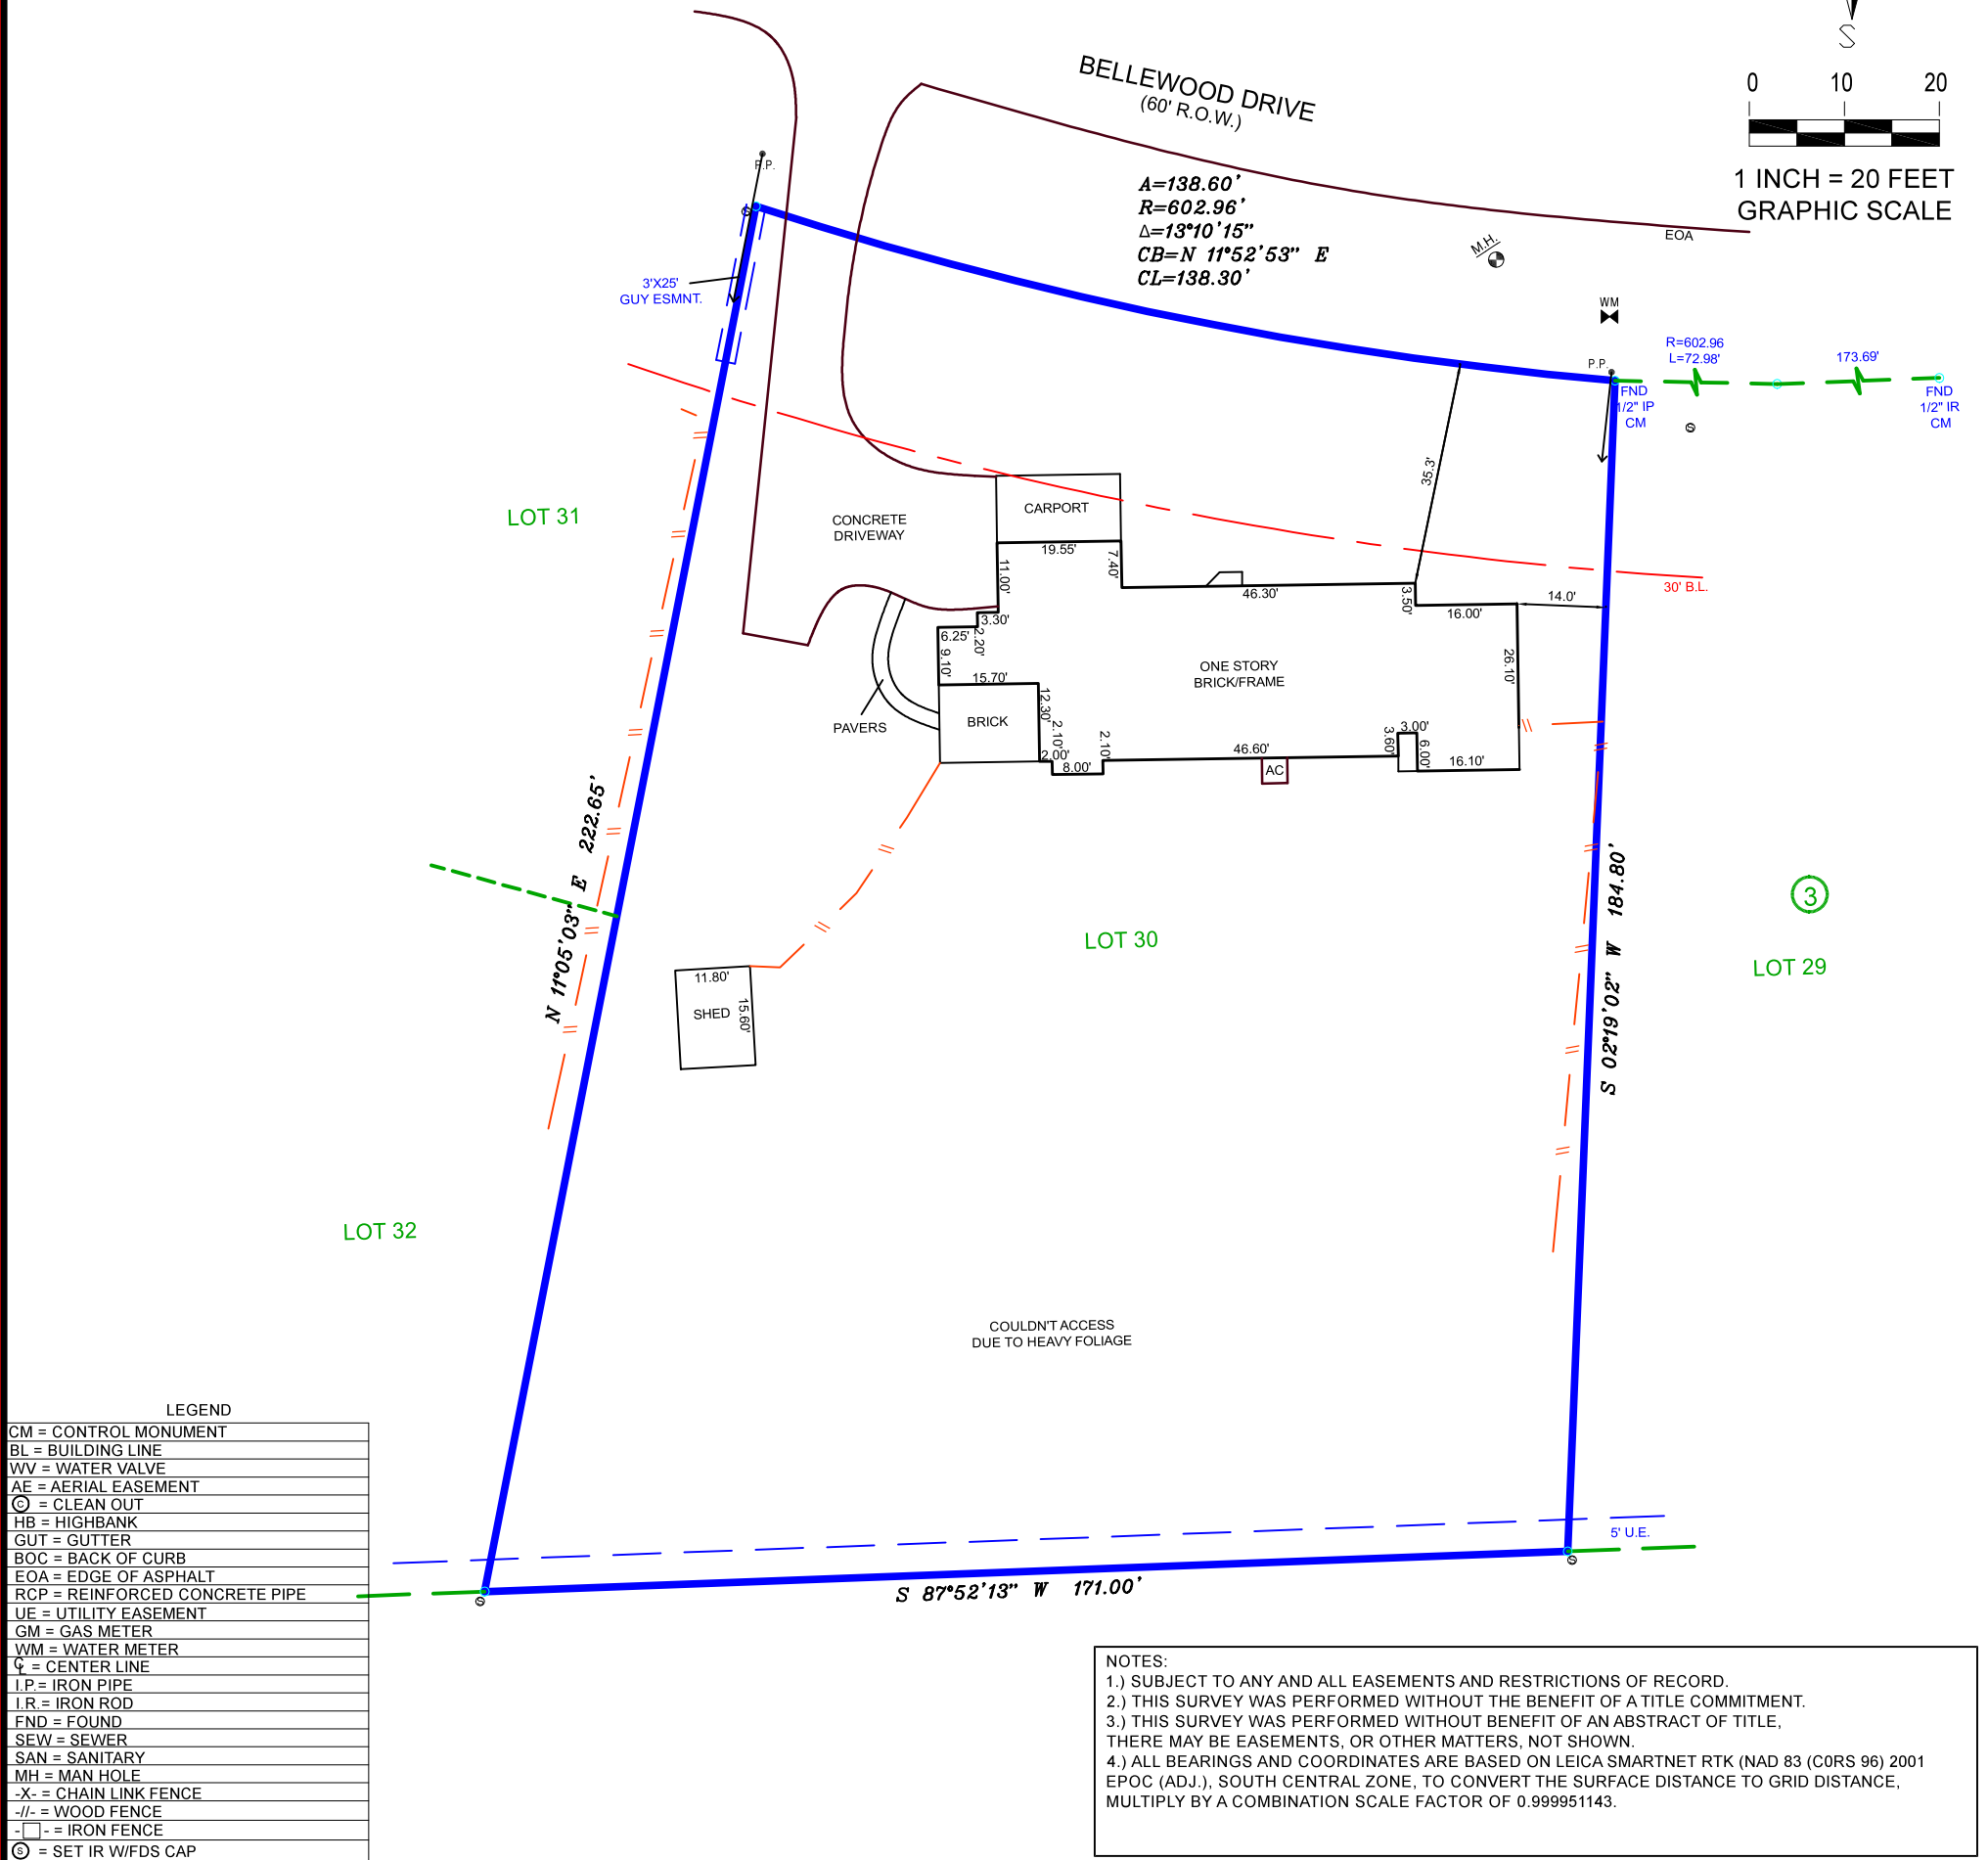 S
0 10 20
1 INCH = 20 FEET
GRAPHIC SCALE
BELLEWOOD DRIVE
(60' R.O.W.)
A=138.60'
R=602.96'
Δ=13°10'15"
CB=N 11°52'53" E
CL=138.30'
EOA
M.H.
WM
P.P.
P.P.
3'X25'
GUY ESMNT.
R=602.96
L=72.98'
173.69'
FND
1/2" IP
CM
FND
1/2" IR
CM
35.3'
LOT 31
CONCRETE
DRIVEWAY
CARPORT
19.55'
7.40'
11.00'
46.30'
3.50'
16.00'
14.0'
30' B.L.
3.30'
6.25'
2.20'
9.10'
15.70'
ONE STORY
BRICK/FRAME
26.10'
BRICK
PAVERS
12.30'
2.10'
2.00'
8.00'
2.10'
46.60'
AC
3.60'
3.00'
6.00'
16.10'
N 11°05'03" E 222.65'
S 02°19'02" W 184.80'
3
LOT 30
LOT 29
11.80'
SHED
15.60'
LOT 32
COULDN'T ACCESS
DUE TO HEAVY FOLIAGE
5' U.E.
S 87°52'13" W 171.00'
LEGEND
CM = CONTROL MONUMENT
BL = BUILDING LINE
WV = WATER VALVE
AE = AERIAL EASEMENT
Ⓒ = CLEAN OUT
HB = HIGHBANK
GUT = GUTTER
BOC = BACK OF CURB
EOA = EDGE OF ASPHALT
RCP = REINFORCED CONCRETE PIPE
UE = UTILITY EASEMENT
GM = GAS METER
WM = WATER METER
℄ = CENTER LINE
I.P.= IRON PIPE
I.R.= IRON ROD
FND = FOUND
SEW = SEWER
SAN = SANITARY
MH = MAN HOLE
-X- = CHAIN LINK FENCE
-//- = WOOD FENCE
-□- = IRON FENCE
Ⓢ = SET IR W/FDS CAP
NOTES:
1.) SUBJECT TO ANY AND ALL EASEMENTS AND RESTRICTIONS OF RECORD.
2.) THIS SURVEY WAS PERFORMED WITHOUT THE BENEFIT OF A TITLE COMMITMENT.
3.) THIS SURVEY WAS PERFORMED WITHOUT BENEFIT OF AN ABSTRACT OF TITLE,
THERE MAY BE EASEMENTS, OR OTHER MATTERS, NOT SHOWN.
4.) ALL BEARINGS AND COORDINATES ARE BASED ON LEICA SMARTNET RTK (NAD 83 (C0RS 96) 2001
EPOC (ADJ.), SOUTH CENTRAL ZONE, TO CONVERT THE SURFACE DISTANCE TO GRID DISTANCE,
MULTIPLY BY A COMBINATION SCALE FACTOR OF 0.999951143.